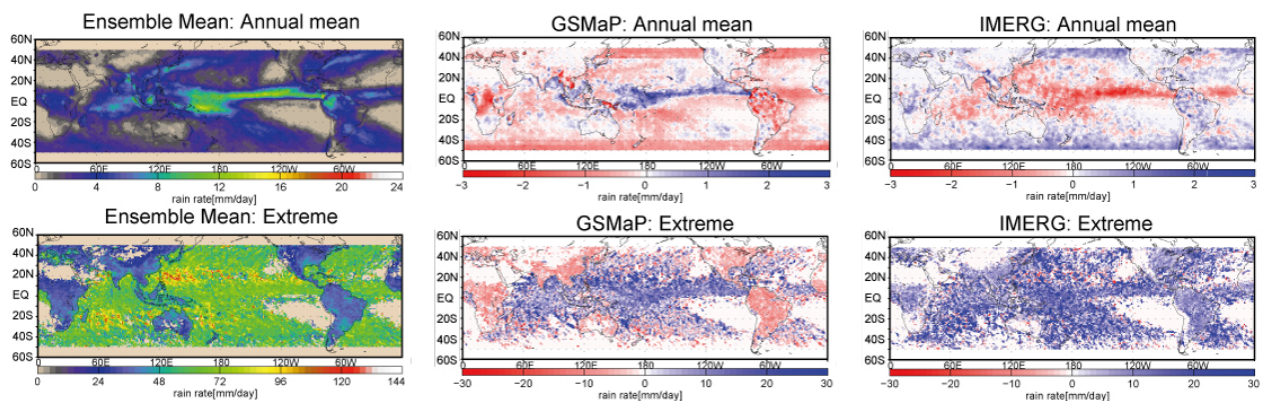 Ensemble Mean: Annual mean
60N
40N
20N
EQ
20S
40S
60S
0 60E 120E 180 120W 60W 0
0 4 8 12 16 20 24
rain rate[mm/day]
GSMaP: Annual mean
60N
40N
20N
EQ
20S
40S
60S
60E 120E 180 120W 60W
−3 −2 −1 0 1 2 3
rain rate[mm/day]
IMERG: Annual mean
60N
40N
20N
EQ
20S
40S
60S
60E 120E 180 120W 60W
−3 −2 −1 0 1 2 3
rain rate[mm/day]
Ensemble Mean: Extreme
60N
40N
20N
EQ
20S
40S
60S
0 60E 120E 180 120W 60W 0
0 24 48 72 96 120 144
rain rate[mm/day]
GSMaP: Extreme
60N
40N
20N
EQ
20S
40S
60S
0 60E 120E 180 120W 60W 0
−30 −20 −10 0 10 20 30
rain rate[mm/day]
IMERG: Extreme
60N
40N
20N
EQ
20S
40S
60S
0 60E 120E 180 120W 60W 0
−30 −20 −10 0 10 20 30
rain rate[mm/day]